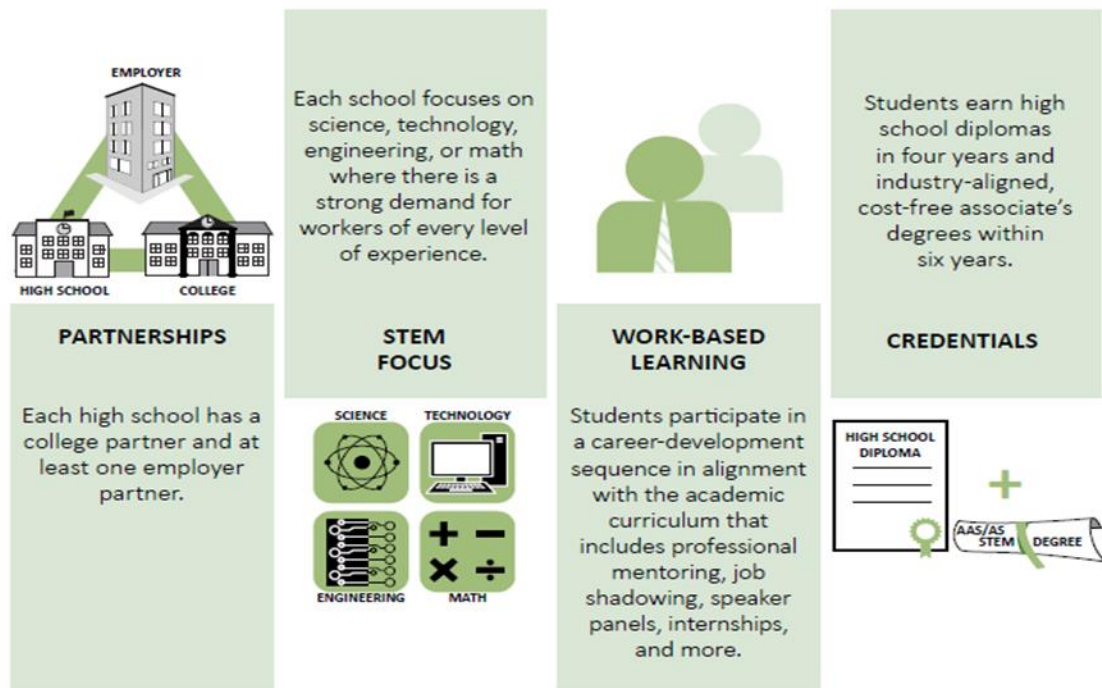 EMPLOYER
HIGH SCHOOL
COLLEGE
PARTNERSHIPS
Each high school has a
college partner and at
least one employer
partner.
Each school focuses on
science, technology,
engineering, or math
where there is a
strong demand for
workers of every level
of experience.
STEM
FOCUS
SCIENCE
TECHNOLOGY
ENGINEERING
MATH
WORK-BASED
LEARNING
Students participate in
a career-development
sequence in alignment
with the academic
curriculum that
includes professional
mentoring, job
shadowing, speaker
panels, internships,
and more.
Students earn high
school diplomas
in four years and
industry-aligned,
cost-free associate’s
degrees within
six years.
CREDENTIALS
HIGH SCHOOL
DIPLOMA
+
AAS/AS
STEM DEGREE